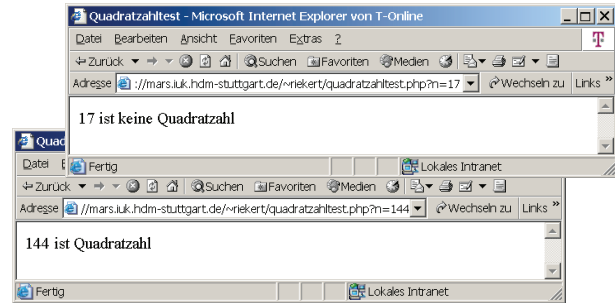 Quadratzahltest - Microsoft Internet Explorer von T-Online
Datei Bearbeiten Ansicht Favoriten Extras ?
Zurück Suchen Favoriten Medien
Adresse ://mars.iuk.hdm-stuttgart.de/~riekert/quadratzahltest.php?n=17 Wechseln zu Links »
17 ist keine Quadratzahl
Fertig Lokales Intranet
Quad
Datei
Zurück Suchen Favoriten Medien
Adresse //mars.iuk.hdm-stuttgart.de/~riekert/quadratzahltest.php?n=144 Wechseln zu Links »
144 ist Quadratzahl
Fertig Lokales Intranet